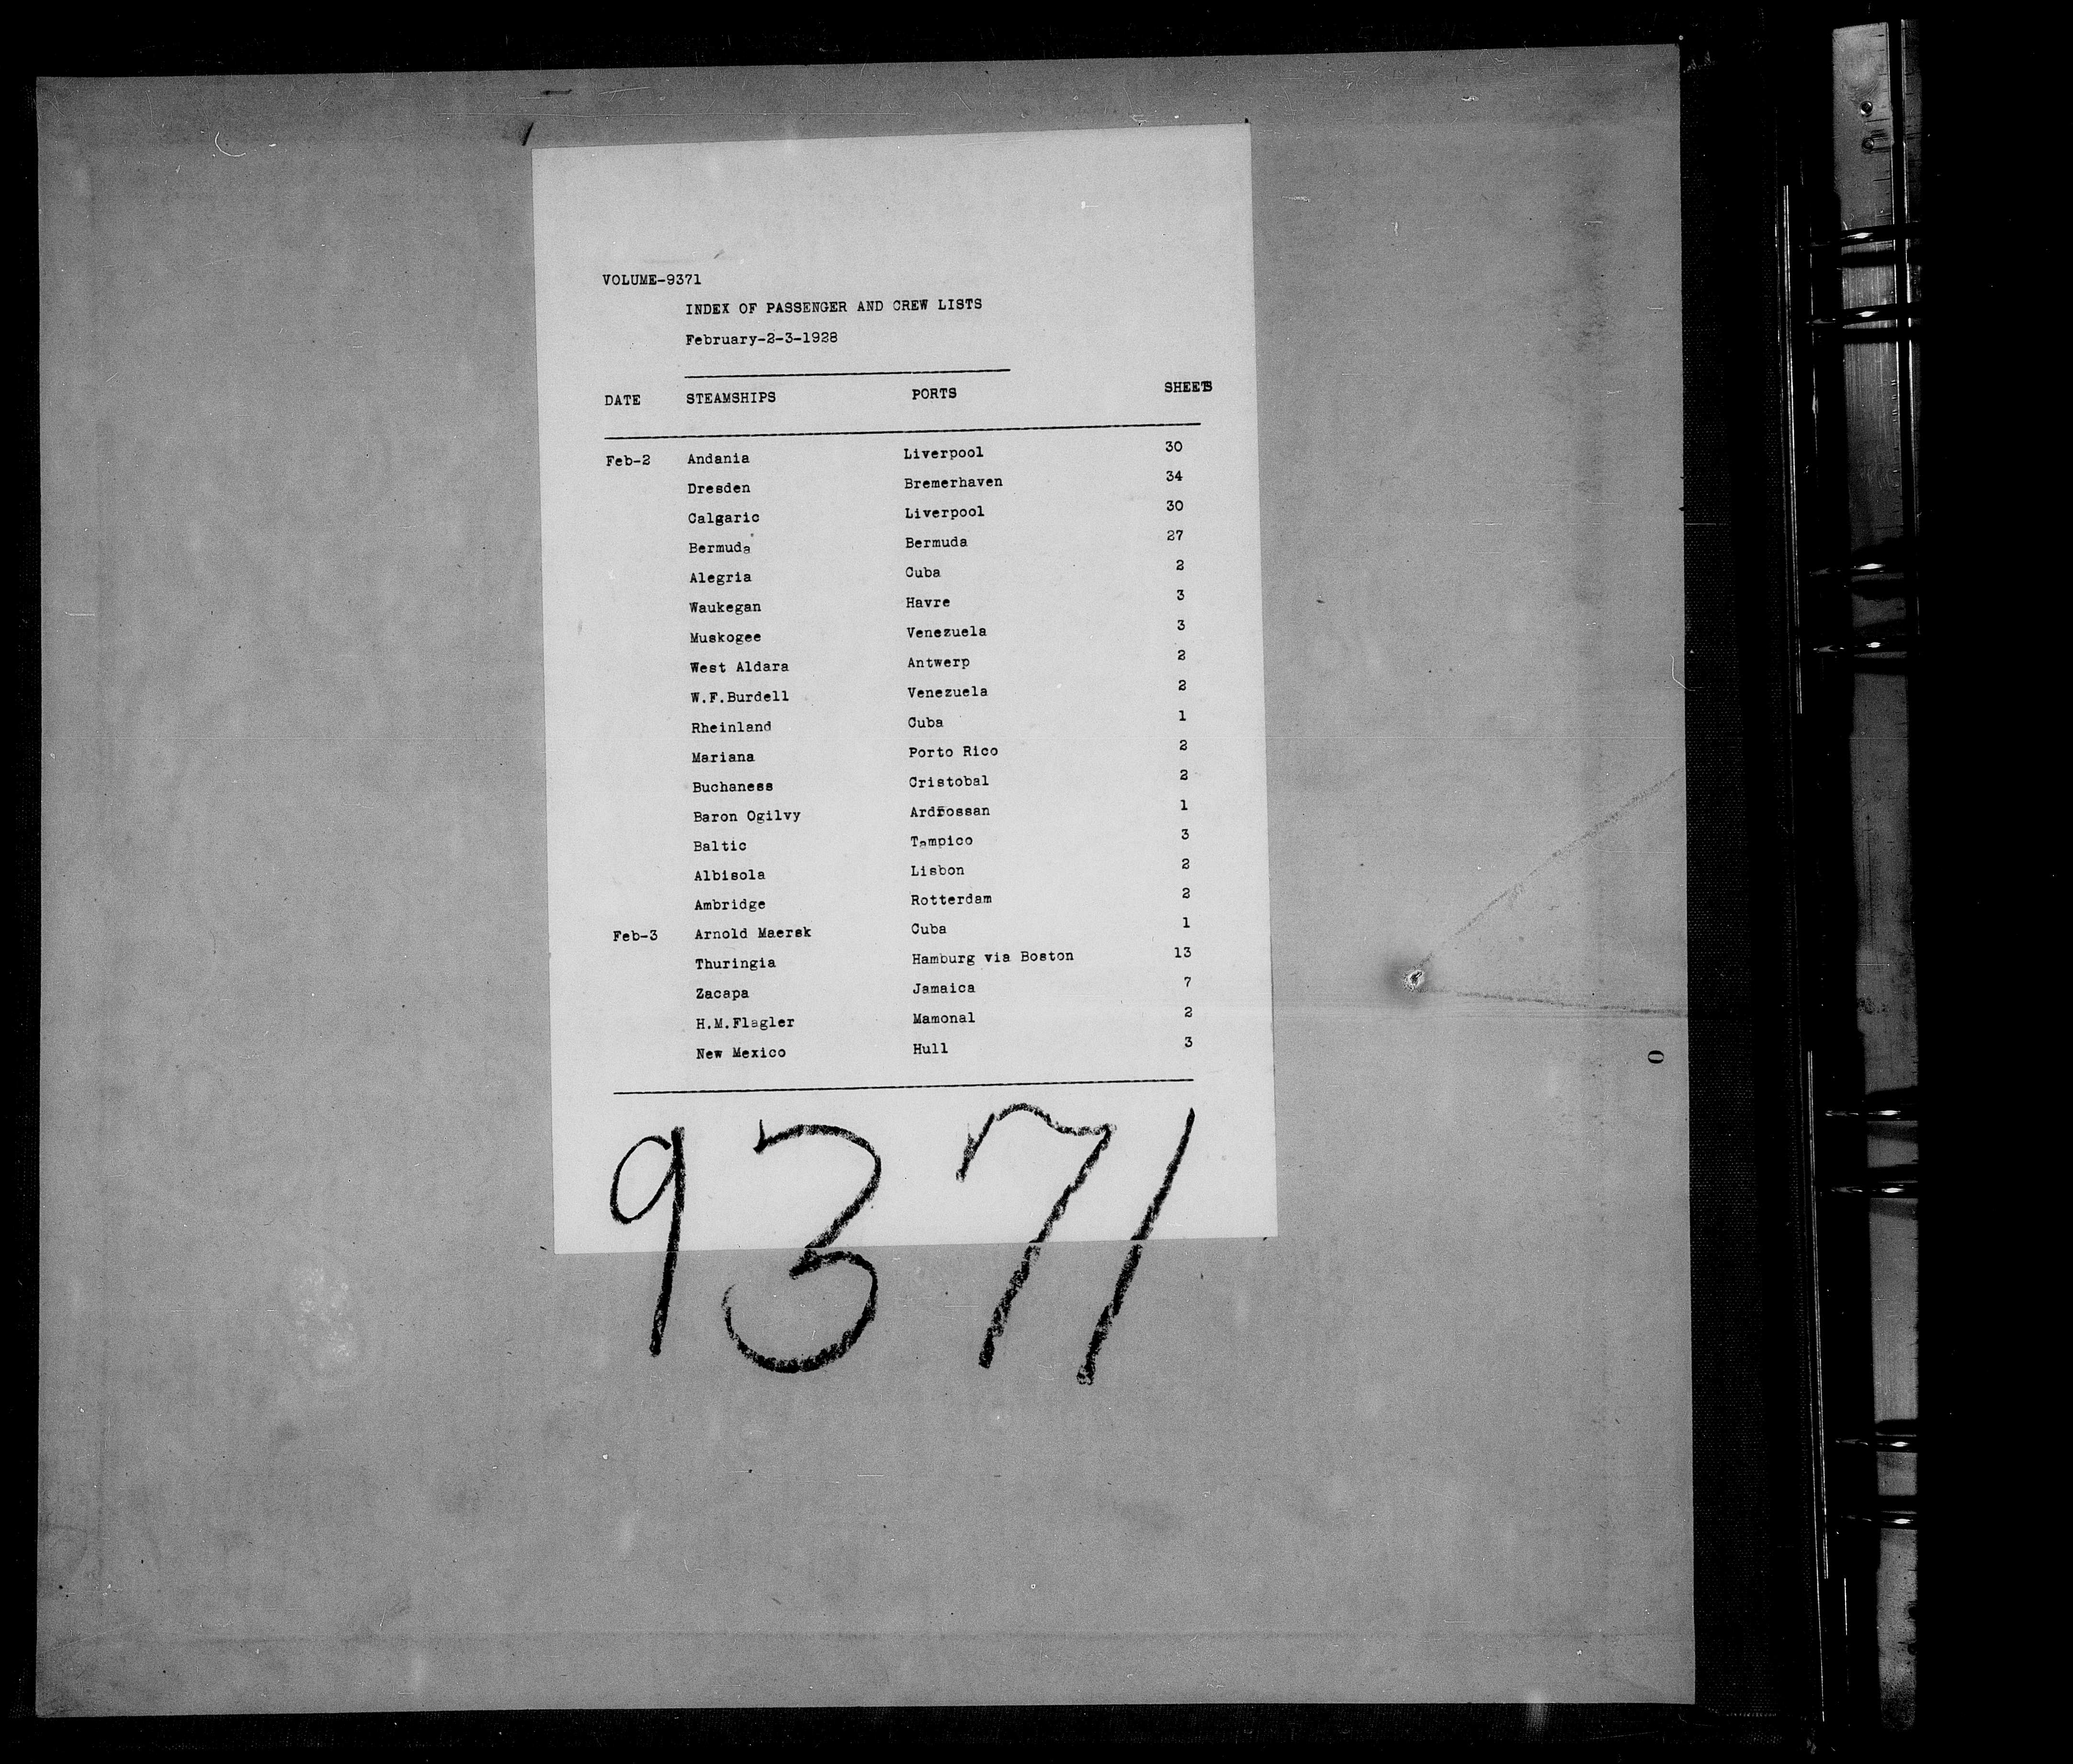 VOLUME-9371
INDEX OF PASSENGER AND CREW LISTS
February-2-3-1928
DATE STEAMSHIPS PORTS SHEETS
Feb-2 Andania Liverpool 30
Dresden Bremerhaven 34
Calgaric Liverpool 30
Bermuda Bermuda 27
Alegria Cuba 2
Waukegan Havre 3
Muskogee Venezuela 3
West Aldara Antwerp 2
W.F.Burdell Venezuela 2
Rheinland Cuba 1
Mariana Porto Rico 2
Buchaness Cristobal 2
Baron Ogilvy Ardrossan 1
Baltic Tampico 3
Albisola Lisbon 2
Ambridge Rotterdam 2
Feb-3 Arnold Maersk Cuba 1
Thuringia Hamburg via Boston 13
Zacapa Jamaica 7
H.M.Flagler Mamonal 2
New Mexico Hull 3
9371
0